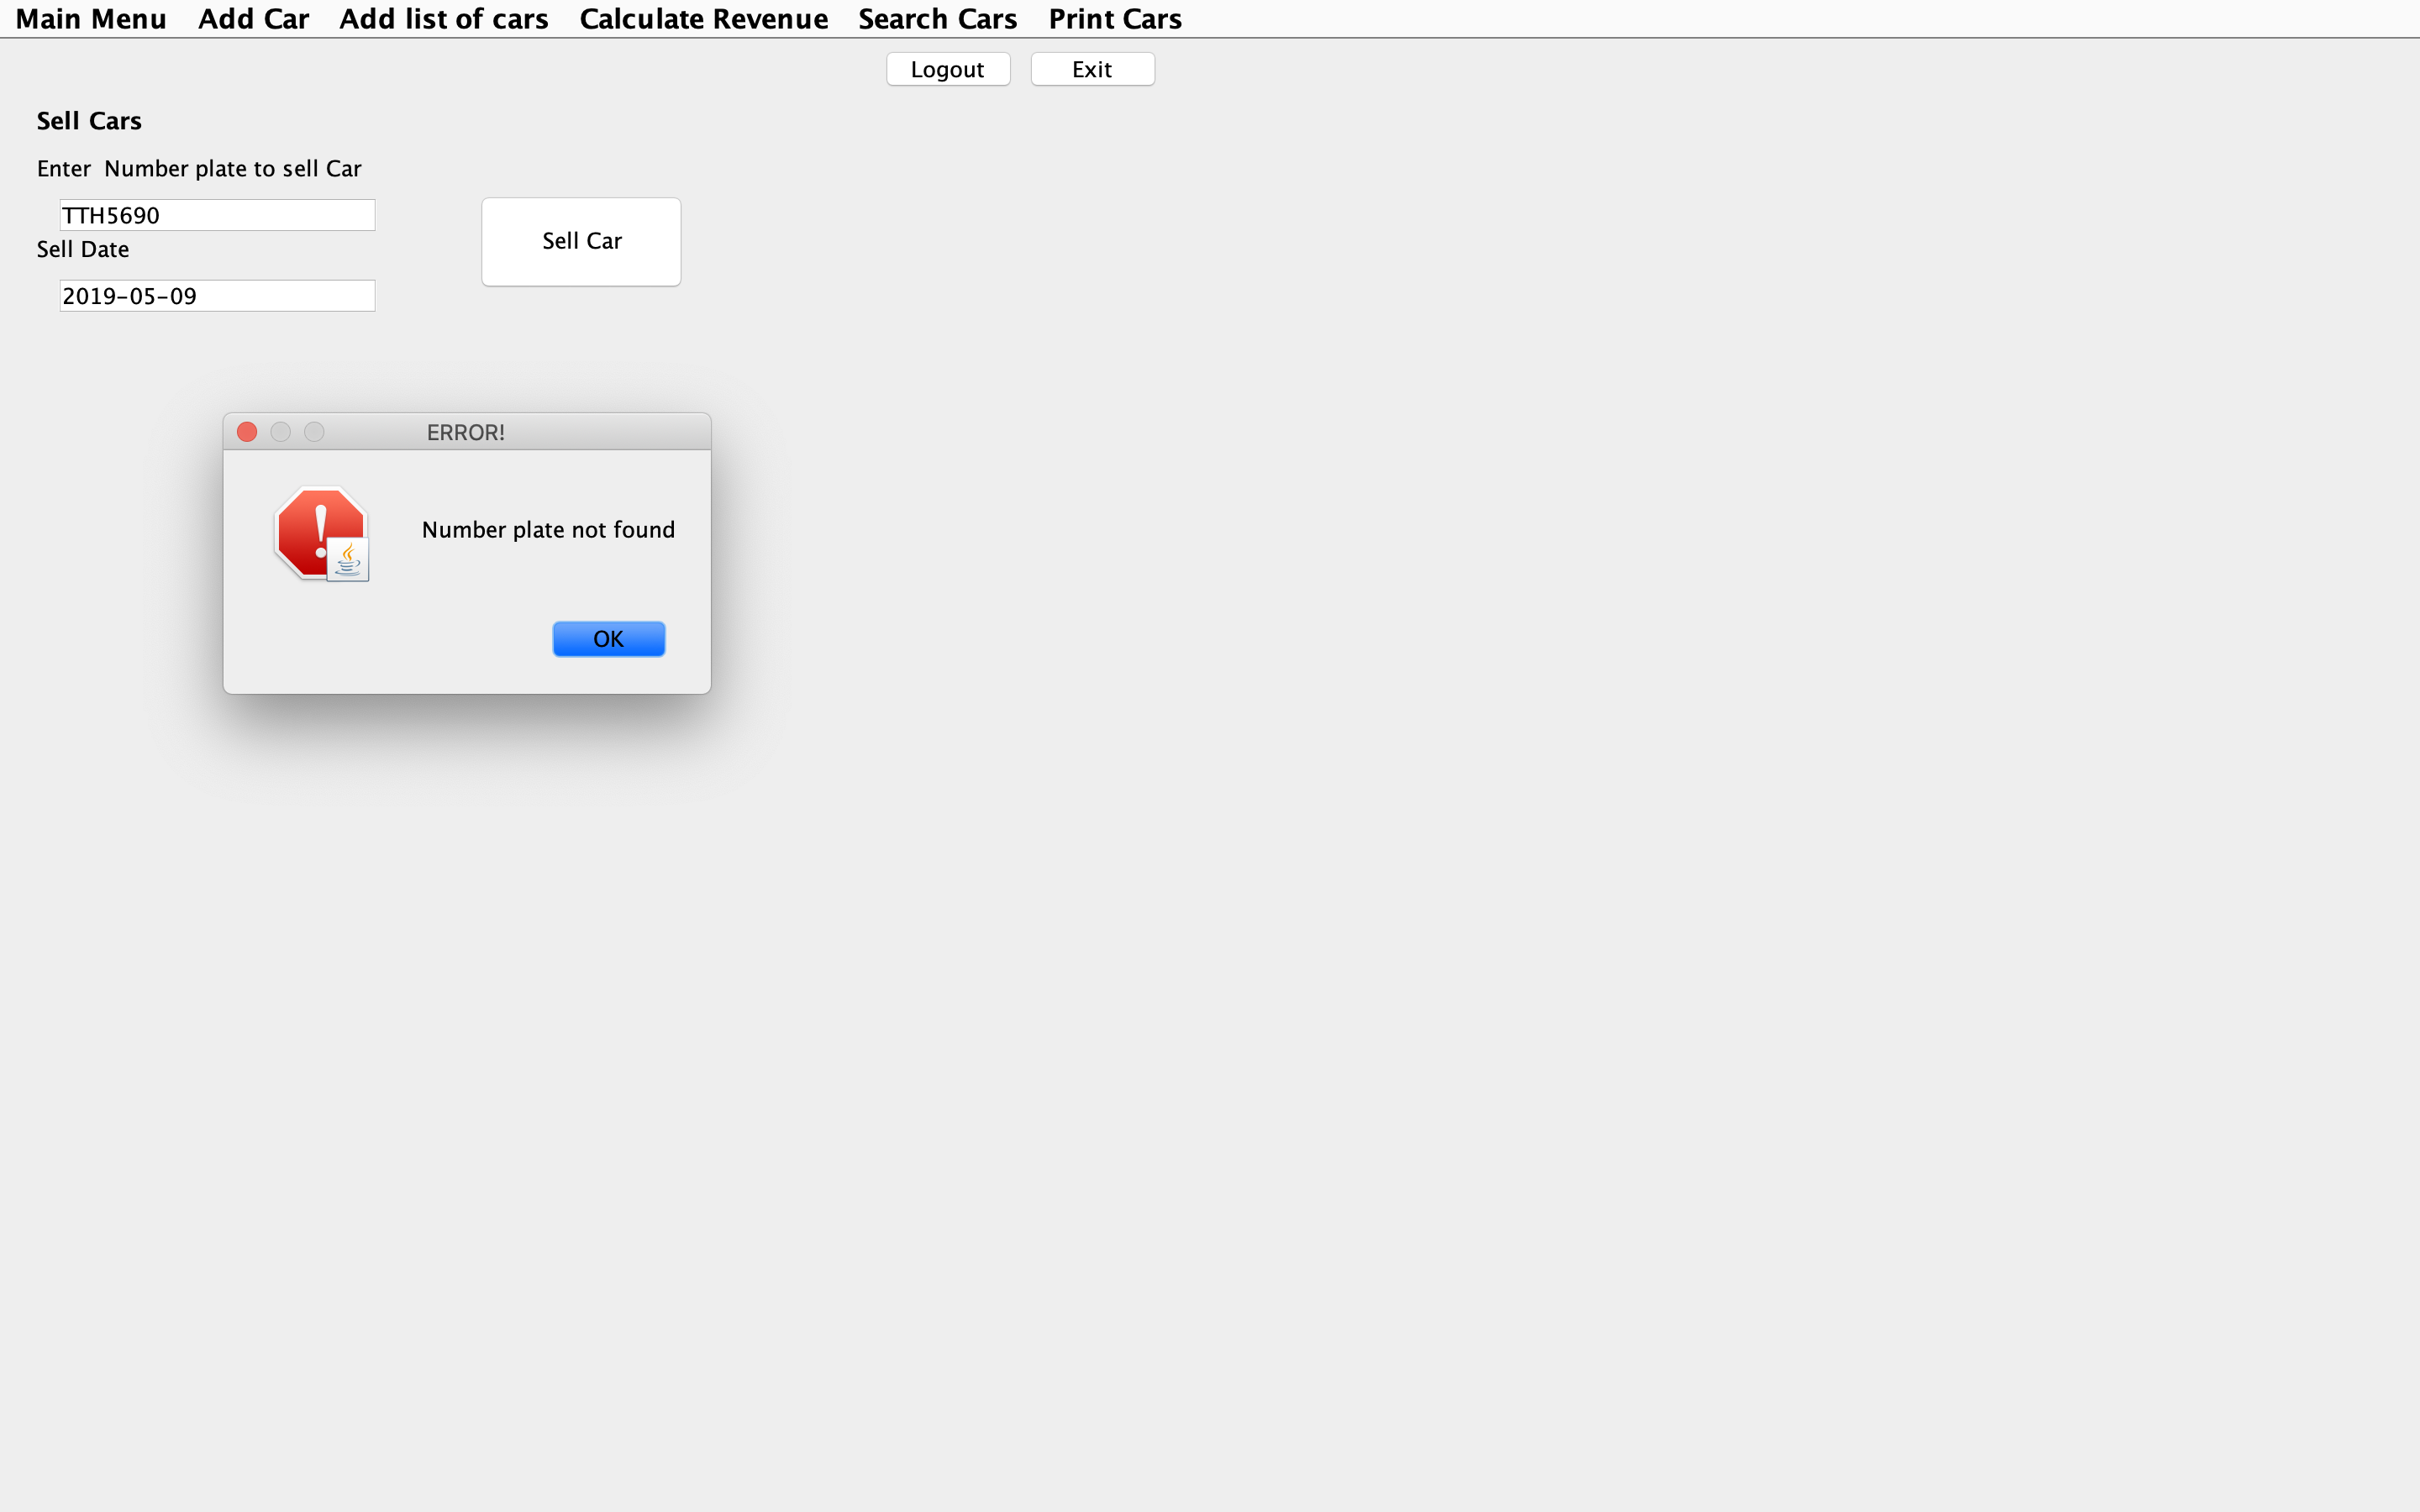 Main Menu Add Car Add list of cars Calculate Revenue Search Cars Print Cars
Logout Exit
Sell Cars
Enter  Number plate to sell Car
TTH5690
Sell Car
Sell Date
2019-05-09
ERROR!
Number plate not found
OK